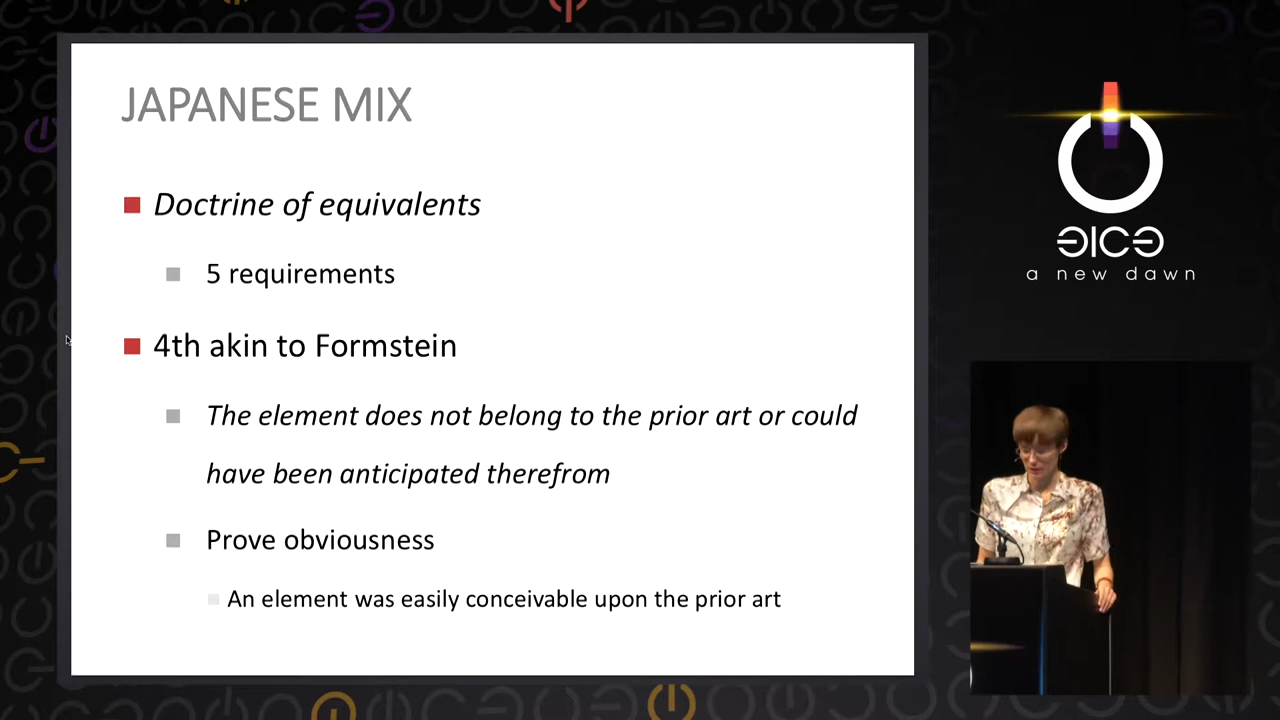 JAPANESE MIX
Doctrine of equivalents
5 requirements
4th akin to Formstein
The element does not belong to the prior art or could
have been anticipated therefrom
Prove obviousness
An element was easily conceivable upon the prior art
a new dawn